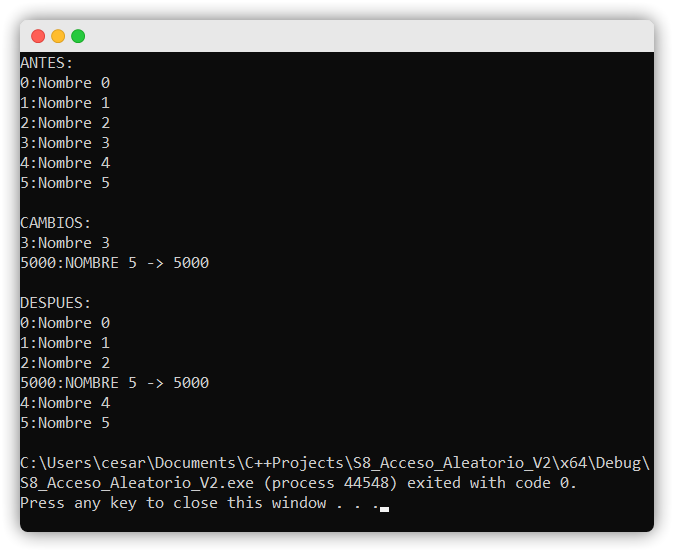 ANTES:
0:Nombre 0
1:Nombre 1
2:Nombre 2
3:Nombre 3
4:Nombre 4
5:Nombre 5
CAMBIOS:
3:Nombre 3
5000:NOMBRE 5 -> 5000
DESPUES:
0:Nombre 0
1:Nombre 1
2:Nombre 2
5000:NOMBRE 5 -> 5000
4:Nombre 4
5:Nombre 5
C:\Users\cesar\Documents\C++Projects\S8_Acceso_Aleatorio_V2\x64\Debug\
S8_Acceso_Aleatorio_V2.exe (process 44548) exited with code 0.
Press any key to close this window . . .